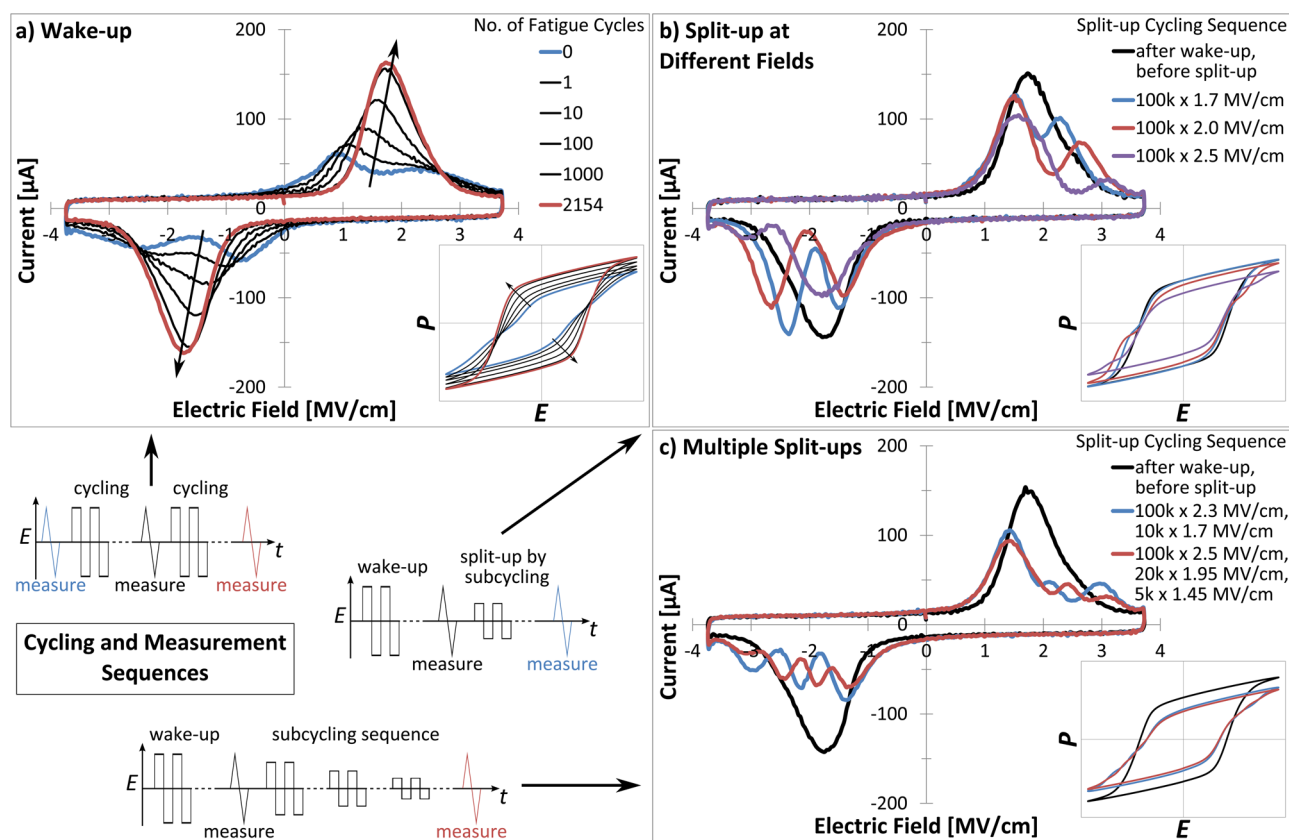 a) Wake-up
No. of Fatigue Cycles
0
1
10
100
1000
2154
200
100
0
-100
-200
-4 -3 -2 -1 1 2 3 4
Current [µA]
Electric Field [MV/cm]
P
E
b) Split-up at
Different Fields
Split-up Cycling Sequence
after wake-up,
before split-up
100k x 1.7 MV/cm
100k x 2.0 MV/cm
100k x 2.5 MV/cm
200
100
0
-100
-200
-4 -3 -2 -1 0 1 2 3 4
Current [µA]
Electric Field [MV/cm]
P
E
c) Multiple Split-ups
Split-up Cycling Sequence
after wake-up,
before split-up
100k x 2.3 MV/cm,
10k x 1.7 MV/cm
100k x 2.5 MV/cm,
20k x 1.95 MV/cm,
5k x 1.45 MV/cm
200
100
0
-100
-200
-4 -3 -2 -1 0 1 2 3 4
Current [µA]
Electric Field [MV/cm]
P
E
cycling cycling
E
t
measure measure measure
wake-up
split-up by
subcycling
E
t
measure measure
Cycling and Measurement
Sequences
wake-up subcycling sequence
E
t
measure measure